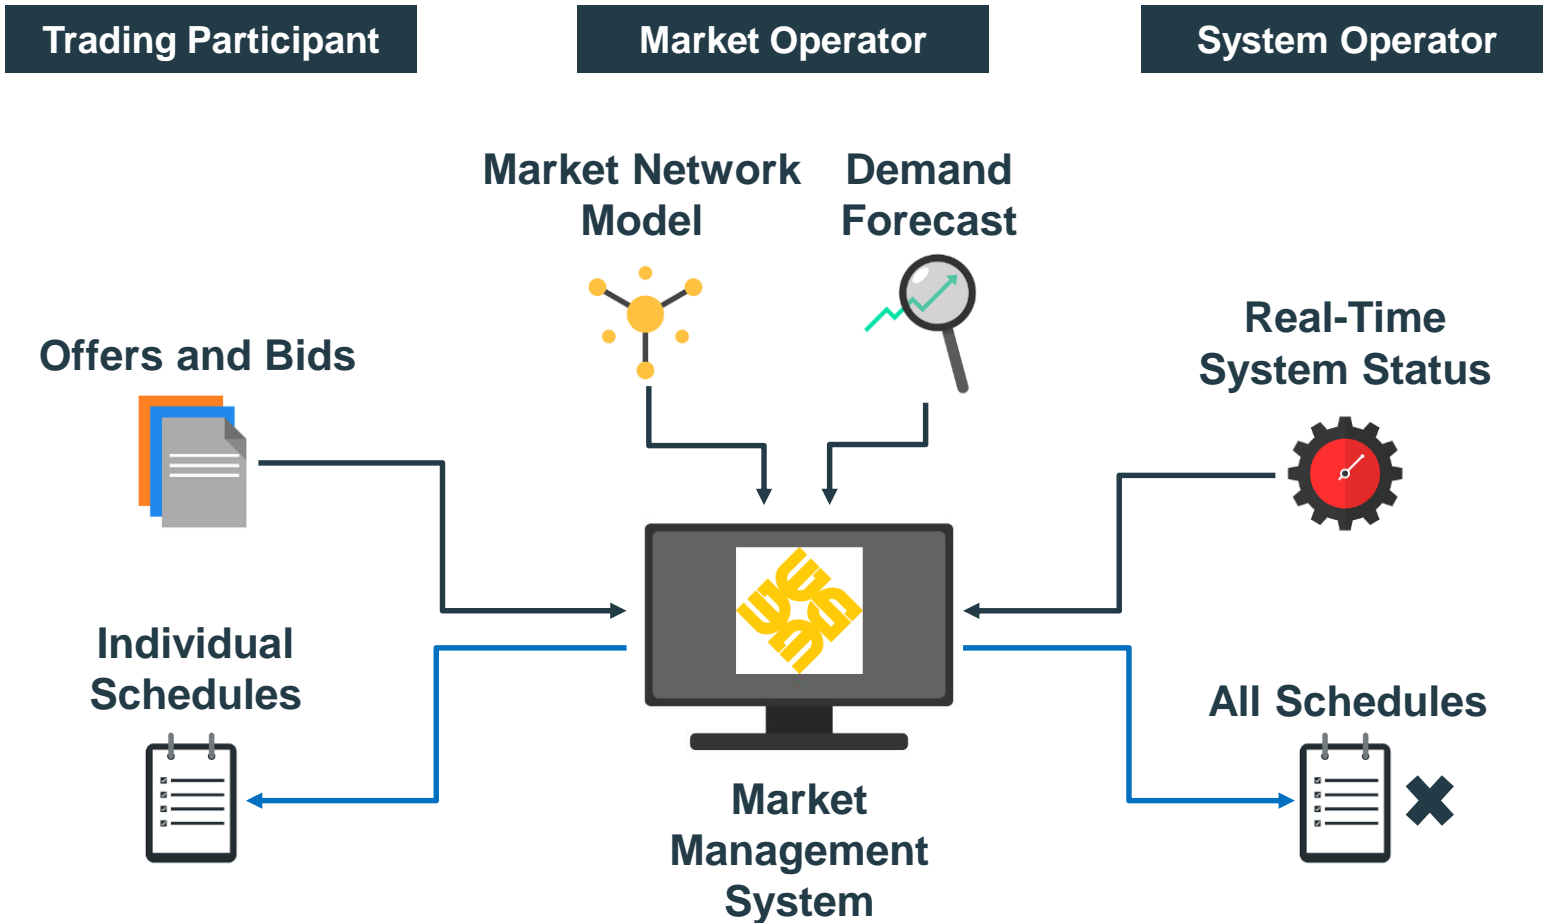 Trading Participant
Market Operator
System Operator
Market Network
Model
Demand
Forecast
Offers and Bids
Real-Time
System Status
Individual
Schedules
All Schedules
Market
Management
System